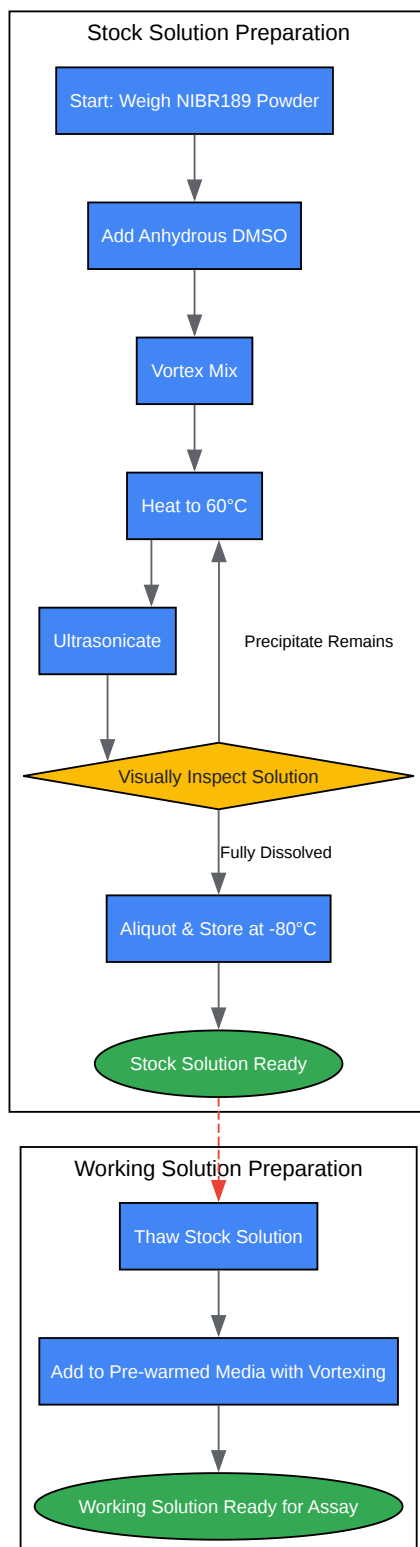 Stock Solution Preparation
Start: Weigh NIBR189 Powder
Add Anhydrous DMSO
Vortex Mix
Heat to 60°C
Ultrasonicate
Precipitate Remains
Visually Inspect Solution
Fully Dissolved
Aliquot & Store at -80°C
Stock Solution Ready
Working Solution Preparation
Thaw Stock Solution
Add to Pre-warmed Media with Vortexing
Working Solution Ready for Assay